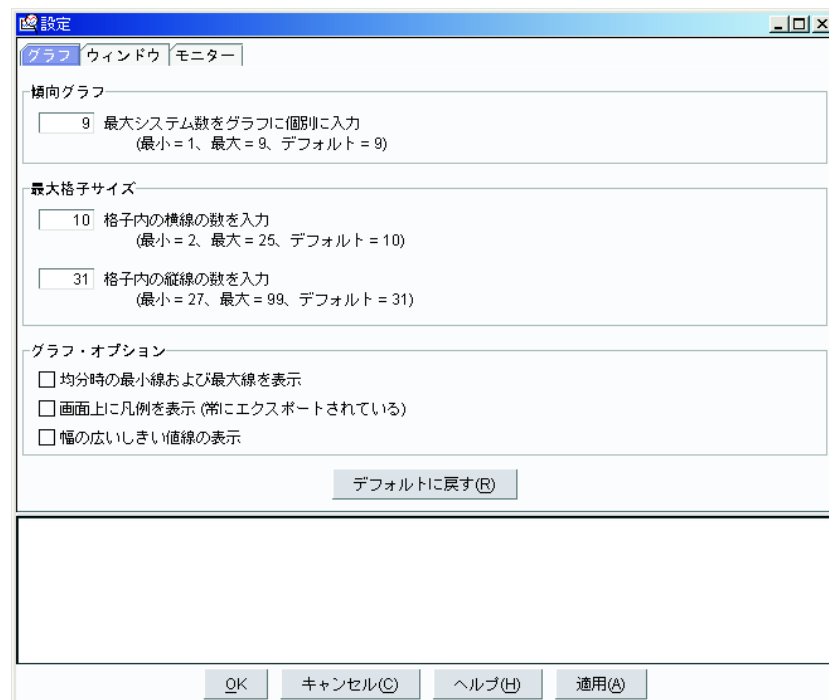 設定
グラフ ウィンドウ モニター
傾向グラフ
9 最大システム数をグラフに個別に入力
(最小 = 1、最大 = 9、デフォルト = 9)
最大格子サイズ
10 格子内の横線の数を入力
(最小 = 2、最大 = 25、デフォルト = 10)
31 格子内の縦線の数を入力
(最小 = 27、最大 = 99、デフォルト = 31)
グラフ・オプション
均分時の最小線および最大線を表示
画面上に凡例を表示 (常にエクスポートされている)
幅の広いしきい値線の表示
デフォルトに戻す(R)
OK キャンセル(C) ヘルプ(H) 適用(A)